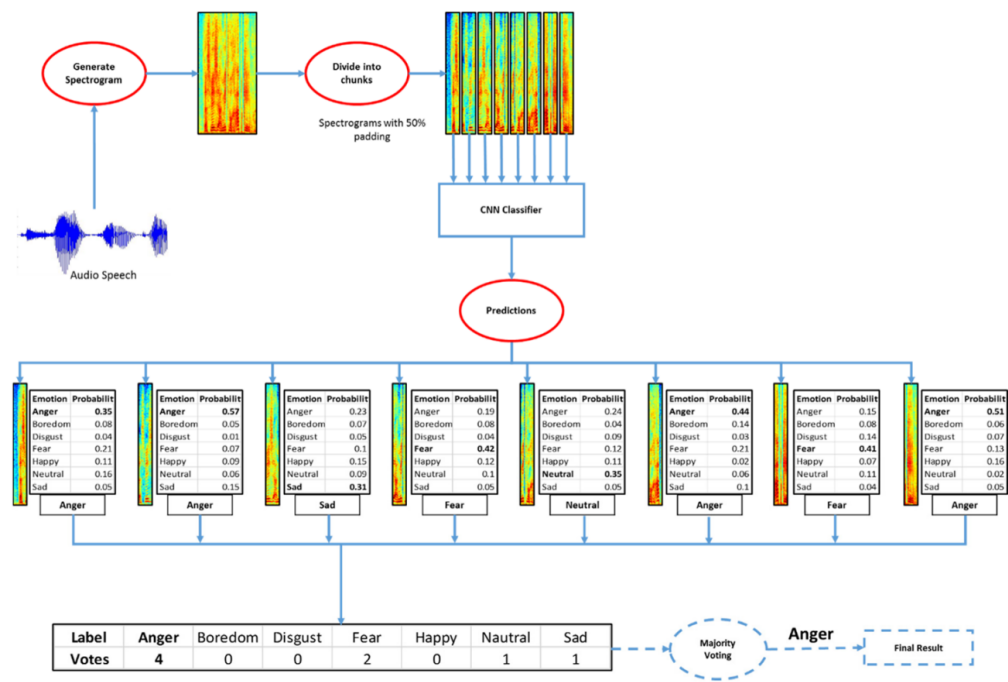 Generate
Spectrogram
Divide into
chunks
Spectrograms with 50%
padding
Audio Speech
CNN Classifier
Predictions
Emotion Probabilit
Anger 0.35
Boredom 0.08
Disgust 0.04
Fear 0.21
Happy 0.11
Neutral 0.16
Sad 0.05
Anger
Emotion Probabilit
Anger 0.57
Boredom 0.05
Disgust 0.01
Fear 0.07
Happy 0.09
Neutral 0.06
Sad 0.15
Anger
Emotion Probabilit
Anger 0.23
Boredom 0.07
Disgust 0.05
Fear 0.1
Happy 0.15
Neutral 0.09
Sad 0.31
Sad
Emotion Probabilit
Anger 0.19
Boredom 0.08
Disgust 0.04
Fear 0.42
Happy 0.12
Neutral 0.1
Sad 0.05
Fear
Emotion Probabilit
Anger 0.24
Boredom 0.04
Disgust 0.09
Fear 0.12
Happy 0.11
Neutral 0.35
Sad 0.05
Neutral
Emotion Probabilit
Anger 0.44
Boredom 0.14
Disgust 0.03
Fear 0.21
Happy 0.02
Neutral 0.06
Sad 0.1
Anger
Emotion Probabilit
Anger 0.15
Boredom 0.08
Disgust 0.14
Fear 0.41
Happy 0.07
Neutral 0.11
Sad 0.04
Fear
Emotion Probabilit
Anger 0.51
Boredom 0.06
Disgust 0.07
Fear 0.13
Happy 0.16
Neutral 0.02
Sad 0.05
Anger
Label Anger Boredom Disgust Fear Happy Nautral Sad
Votes 4 0 0 2 0 1 1
Majority
Voting
Anger
Final Result